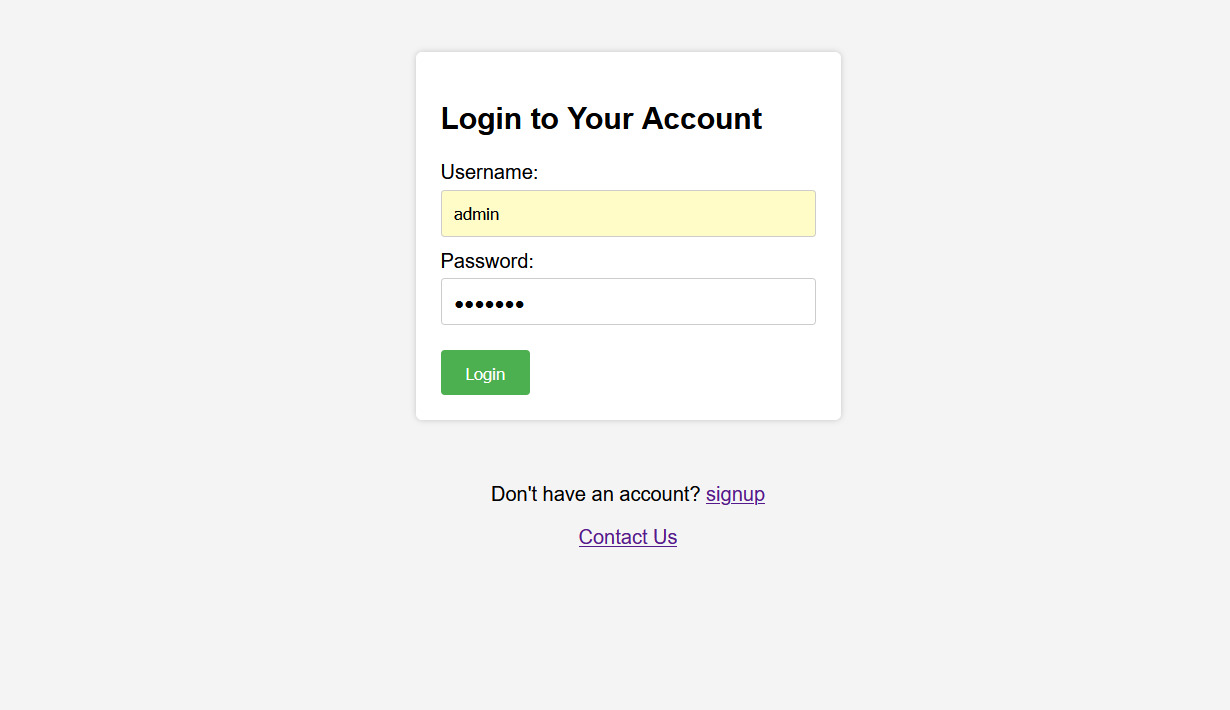 Login to Your Account
Username:
admin
Password:
•••••••
Login
Don't have an account? signup
Contact Us